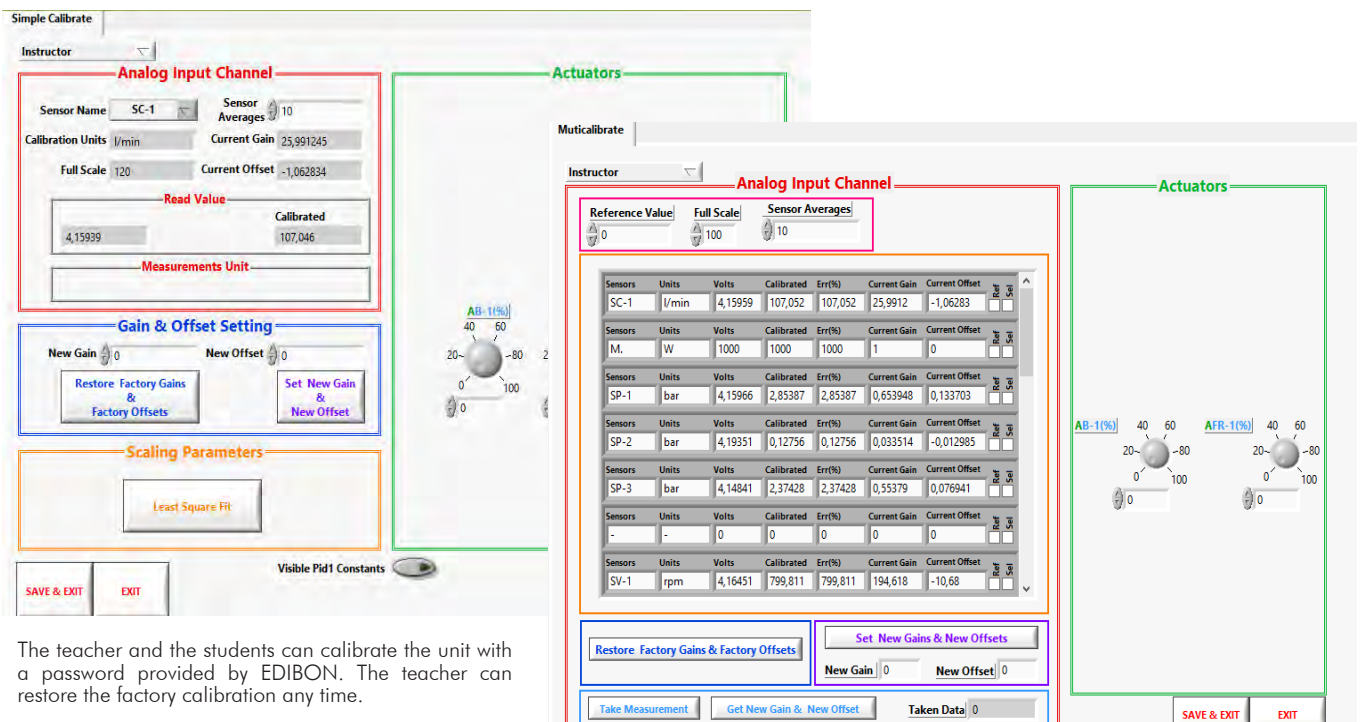 Simple Calibrate
Instructor
Analog Input Channel
Sensor Name SC-1 Sensor Averages 10
Calibration Units l/min Current Gain 25,991245
Full Scale 120 Current Offset -1,062834
Read Value
Calibrated
4,15939 107,046
Measurements Unit
Gain & Offset Setting
New Gain 0 New Offset 0
Restore Factory Gains
&
Factory Offsets
Set New Gain
&
New Offset
Scaling Parameters
Least Square Fit
Visible Pid1 Constants
SAVE & EXIT EXIT
Actuators
AB-1(%)
40 60
20 80 2
0 100
0
The teacher and the students can calibrate the unit with
a password provided by EDIBON. The teacher can
restore the factory calibration any time.
Muticalibrate
Instructor
Analog Input Channel
Reference Value Full Scale Sensor Averages
0 100 10
Sensors Units Volts Calibrated Err(%) Current Gain Current Offset Ref Sel
SC-1 l/min 4,15959 107,052 107,052 25,9912 -1,06283
Sensors Units Volts Calibrated Err(%) Current Gain Current Offset Ref Sel
M. W 1000 1000 1000 1 0
Sensors Units Volts Calibrated Err(%) Current Gain Current Offset Ref Sel
SP-1 bar 4,15966 2,85387 2,85387 0,653948 0,133703
Sensors Units Volts Calibrated Err(%) Current Gain Current Offset Ref Sel
SP-2 bar 4,19351 0,12756 0,12756 0,033514 -0,012985
Sensors Units Volts Calibrated Err(%) Current Gain Current Offset Ref Sel
SP-3 bar 4,14841 2,37428 2,37428 0,55379 0,076941
Sensors Units Volts Calibrated Err(%) Current Gain Current Offset Ref Sel
- - 0 0 0 0 0
Sensors Units Volts Calibrated Err(%) Current Gain Current Offset Ref Sel
SV-1 rpm 4,16451 799,811 799,811 194,618 -10,68
Restore Factory Gains & Factory Offsets
Set New Gains & New Offsets
New Gain 0 New Offset 0
Take Measurement Get New Gain & New Offset Taken Data 0
Actuators
AB-1(%) 40 60 AFR-1(%) 40 60
20 80 20 80
0 100 0 100
0 0
SAVE & EXIT EXIT